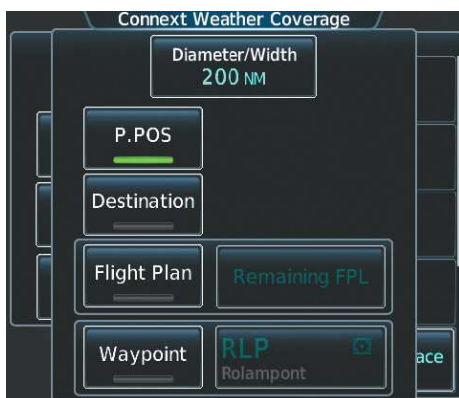 Connext Weather Coverage
Diameter/Width
200 NM
P.POS
Destination
Flight Plan
Remaining FPL
Waypoint
RLP
Rolampont
ace